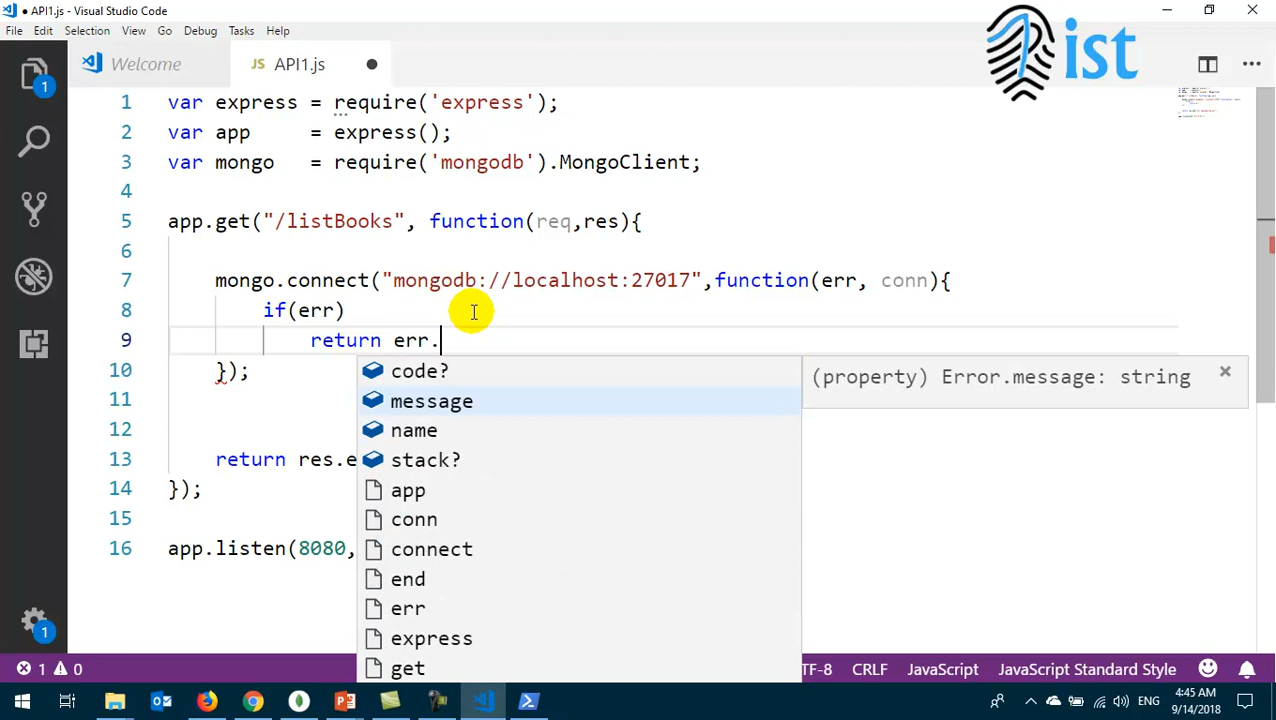 ● API1.js - Visual Studio Code
File Edit Selection View Go Debug Tasks Help
ist
Welcome JS API1.js ●
1 var express = require('express');
2 var app = express();
3 var mongo = require('mongodb').MongoClient;
4
5 app.get("/listBooks", function(req,res){
6
7 mongo.connect("mongodb://localhost:27017",function(err, conn){
8 if(err)
9 return err.
10 });
11
12
13 return res.e
14 });
15
16 app.listen(8080,
code?
message
name
stack?
app
conn
connect
end
err
express
get
(property) Error.message: string
1
1
1 0 TF-8 CRLF JavaScript JavaScript Standard Style
ENG 4:45 AM
9/14/2018